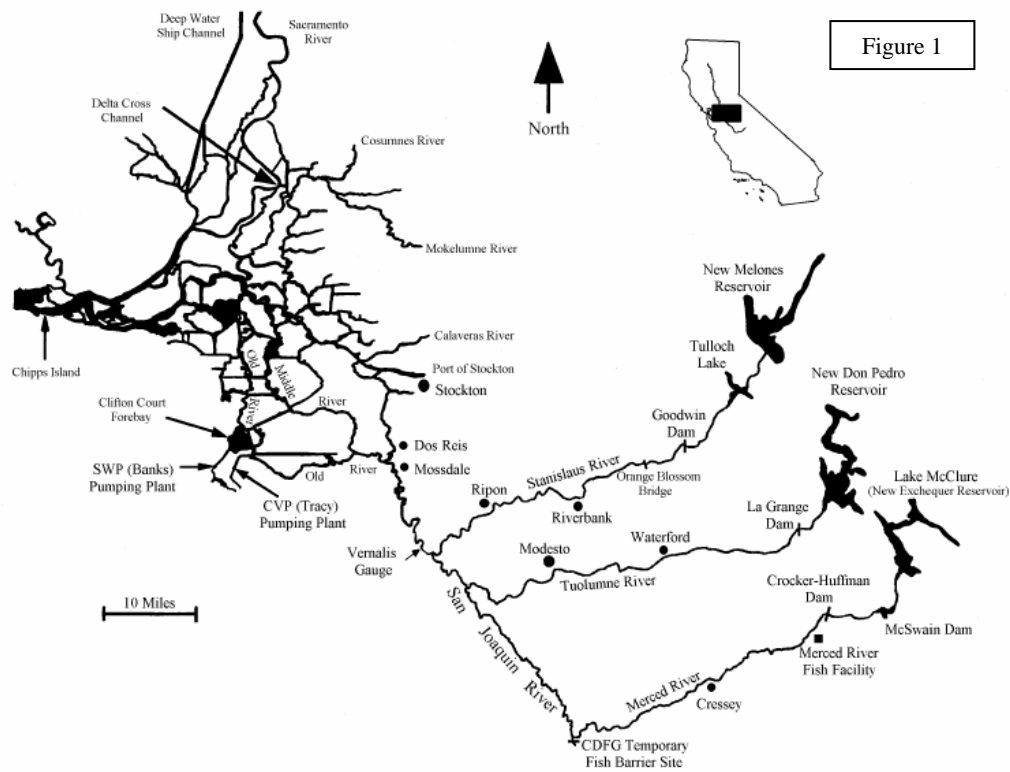 Deep Water
Ship Channel
Sacramento
River
Figure 1
Delta Cross
Channel
North
Cosumnes River
Mokelumne River
New Melones
Reservoir
Calaveras River
Tulloch
Lake
Port of Stockton
Stockton
Chipps Island
New Don Pedro
Reservoir
Old
River
Middle
River
Clifton Court
Forebay
Goodwin
Dam
Dos Reis
Mossdale
Stanislaus River
Orange Blossom
Bridge
SWP (Banks)
Pumping Plant
Old
River
CVP (Tracy)
Pumping Plant
Ripon
Riverbank
Lake McClure
(New Exchequer Reservoir)
La Grange
Dam
Vernalis
Gauge
Modesto
Waterford
Tuolumne River
Crocker-Huffman
Dam
10 Miles
San Joaquin River
McSwain Dam
Merced River
Fish Facility
Merced River
Cressey
CDFG Temporary
Fish Barrier Site